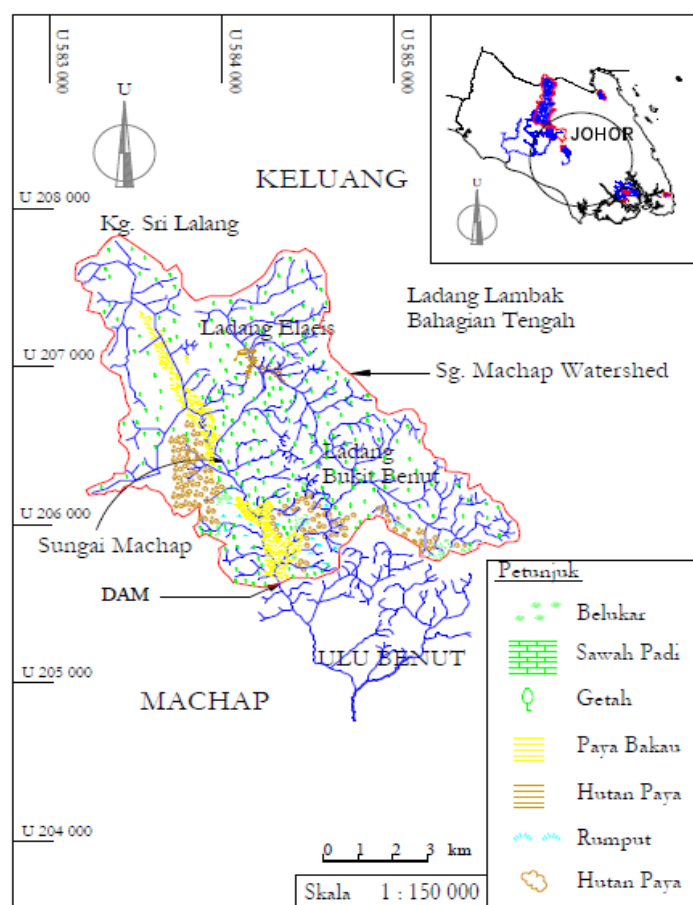 U 583 000
U 584 000
U 585 000
U
JOHOR
U
KELUANG
U 208 000
Kg. Sri Lalang
Ladang Lambak
Bahagian Tengah
Ladang Elaeis
U 207 000
Sg. Machap Watershed
Ladang
Bukit Benut
U 206 000
Sungai Machap
DAM
ULU BENUT
U 205 000
MACHAP
U 204 000
Petunjuk
Belukar
Sawah Padi
Getah
Paya Bakau
Hutan Paya
Rumput
Hutan Paya
0 1 2 3 km
Skala 1 : 150 000